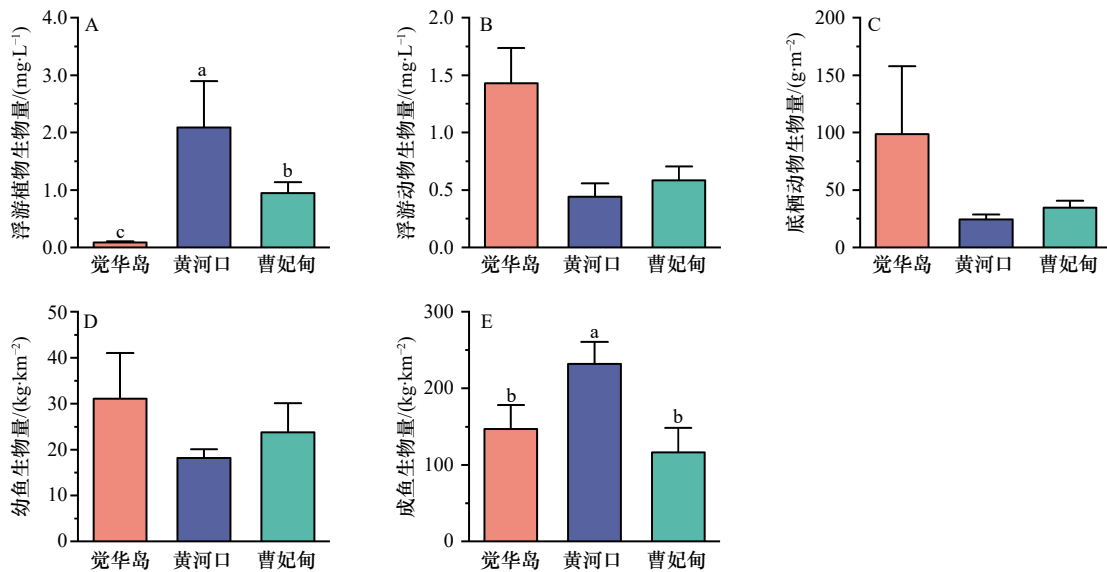 A
浮游植物生物量/(mg·L⁻¹)
4.0
3.0
2.0
1.0
0.0
c
a
b
觉华岛 黄河口 曹妃甸
B
浮游动物生物量/(mg·L⁻¹)
2.0
1.5
1.0
0.5
0.0
觉华岛 黄河口 曹妃甸
C
底栖动物生物量/(g·m⁻²)
200
150
100
50
0
觉华岛 黄河口 曹妃甸
D
幼鱼生物量/(kg·km⁻²)
50
40
30
20
10
0
觉华岛 黄河口 曹妃甸
E
成鱼生物量/(kg·km⁻²)
300
200
100
0
b
a
b
觉华岛 黄河口 曹妃甸